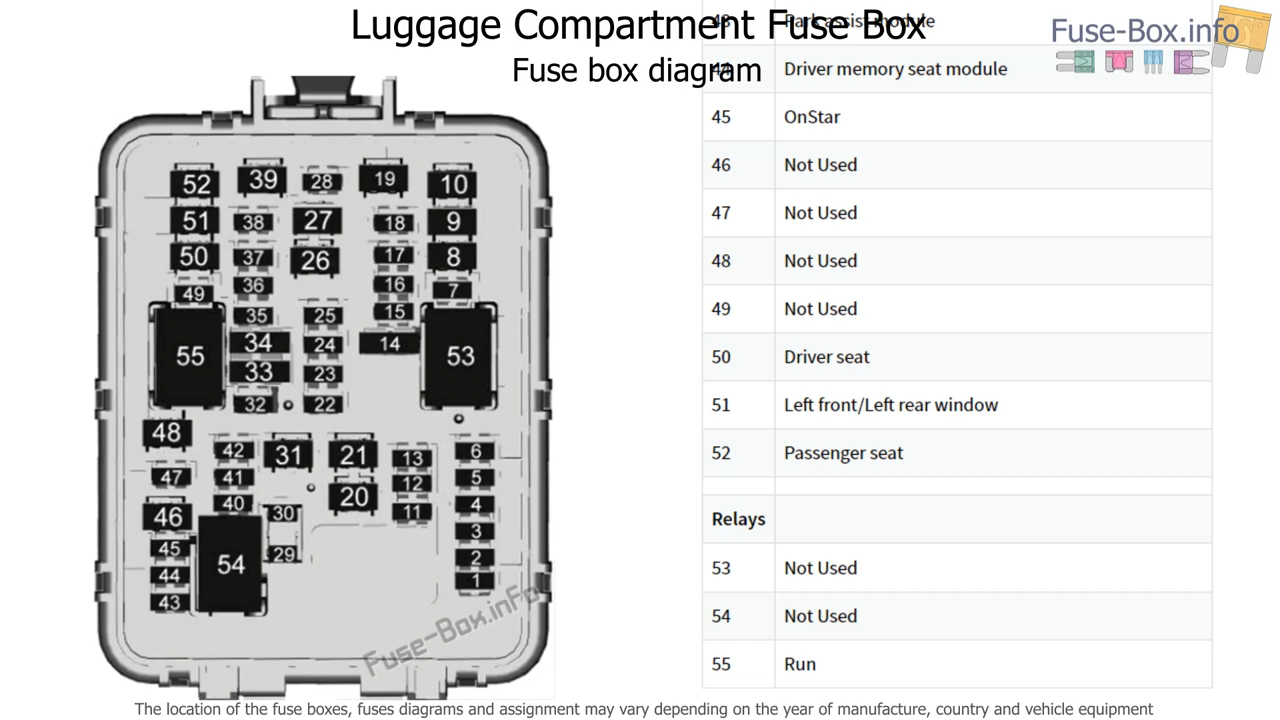 Luggage Compartment Fuse Box
Fuse box diagram
Fuse-Box.info
43 Park assist module
44 Driver memory seat module
45 OnStar
46 Not Used
47 Not Used
48 Not Used
49 Not Used
50 Driver seat
51 Left front/Left rear window
52 Passenger seat
Relays
53 Not Used
54 Not Used
55 Run
52 39 28 19 10
51 38 27 18 9
50 37 26 17 8
49 36 16 7
35 25 15
55 34 24 14 53
33 23
32 22
48 42 31 21 13 6
47 41 20 12 5
46 40 30 11 4
45 54 29 3
44 2
43 1
Fuse-Box.info
The location of the fuse boxes, fuses diagrams and assignment may vary depending on the year of manufacture, country and vehicle equipment